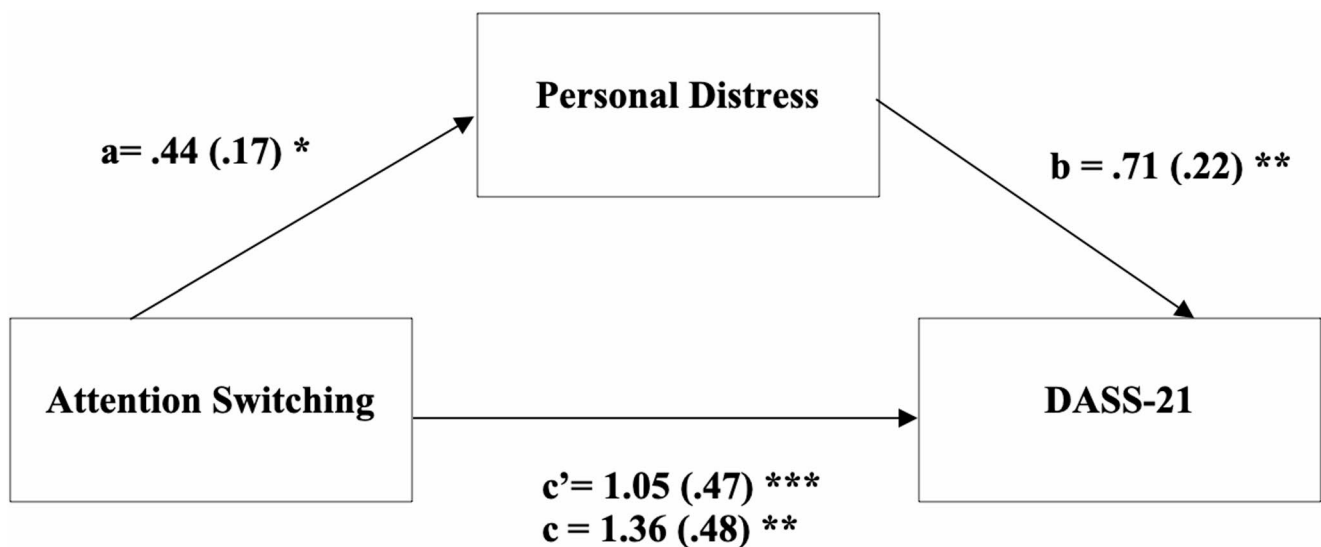 Personal Distress
a= .44 (.17) *
b = .71 (.22) **
Attention Switching
DASS-21
c’= 1.05 (.47) ***
c = 1.36 (.48) **